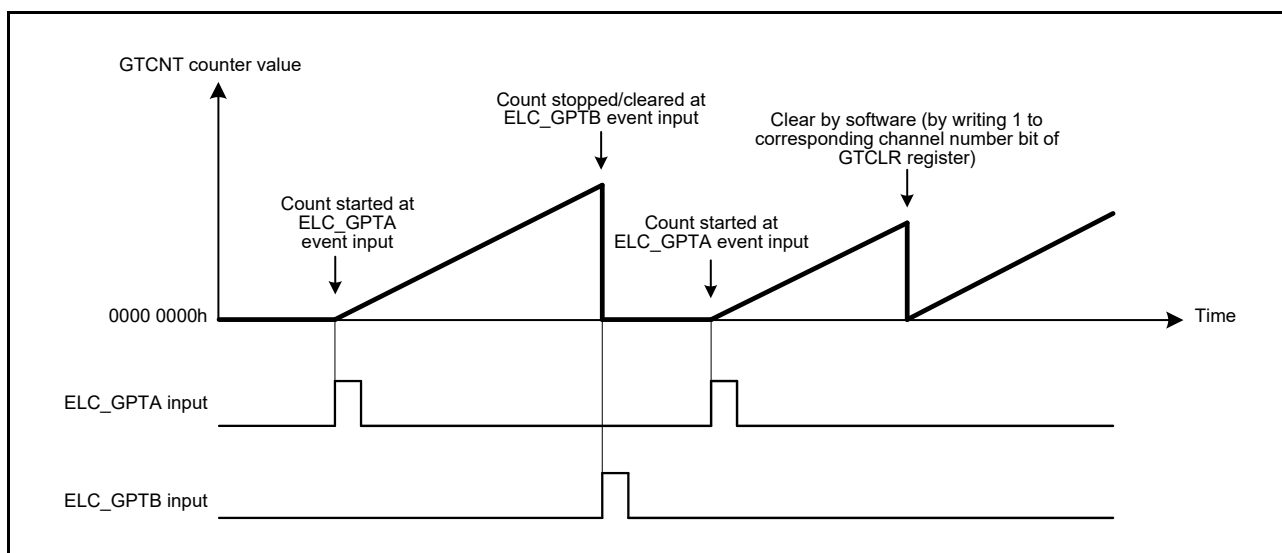 GTCNT counter value
Count stopped/cleared at
ELC_GPTB event input
Clear by software (by writing 1 to
corresponding channel number bit of
GTCLR register)
Count started at
ELC_GPTA
event input
Count started at
ELC_GPTA event input
0000 0000h
Time
ELC_GPTA input
ELC_GPTB input